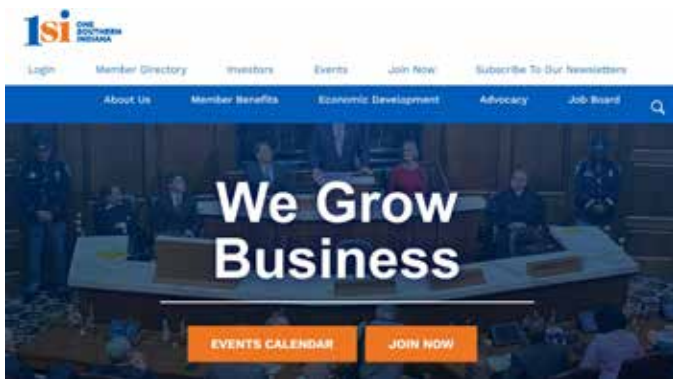 1si ONE
SOUTHERN
INDIANA
Login Member Directory Investors Events Join Now Subscribe To Our Newsletters
About Us Member Benefits Economic Development Advocacy Job Board
We Grow
Business
EVENTS CALENDAR JOIN NOW